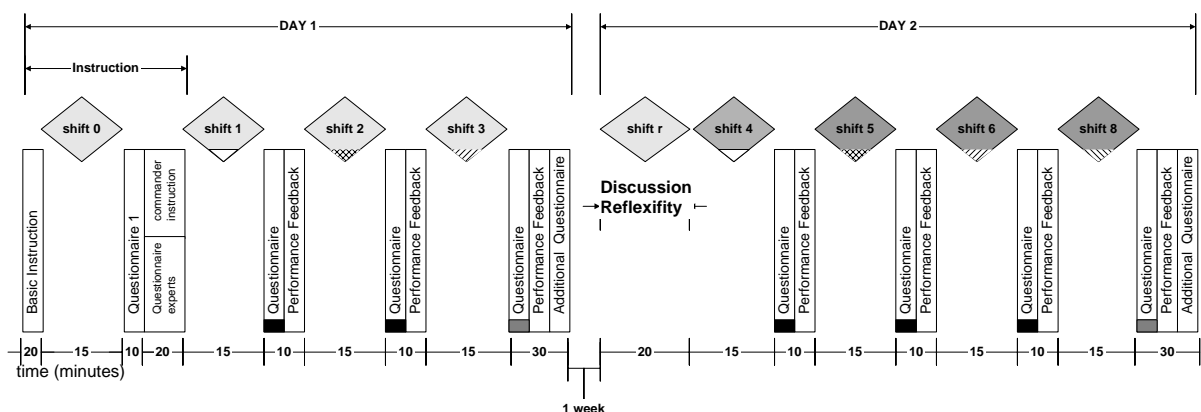 DAY 1
DAY 2
Instruction
shift 0
shift 1
shift 2
shift 3
shift r
shift 4
shift 5
shift 6
shift 8
Basic Instruction
Questionnaire 1
commander
instruction
Questionnaire
experts
Questionnaire
Performance Feedback
Questionnaire
Performance Feedback
Questionnaire
Performance Feedback
Additional Questionnaire
Discussion
Reflexifity
Questionnaire
Performance Feedback
Questionnaire
Performance Feedback
Questionnaire
Performance Feedback
Questionnaire
Performance Feedback
Additional Questionnaire
20 15 10 20 15 10 15 10 15 30 20 15 10 15 10 15 10 15 30
time (minutes)
1 week